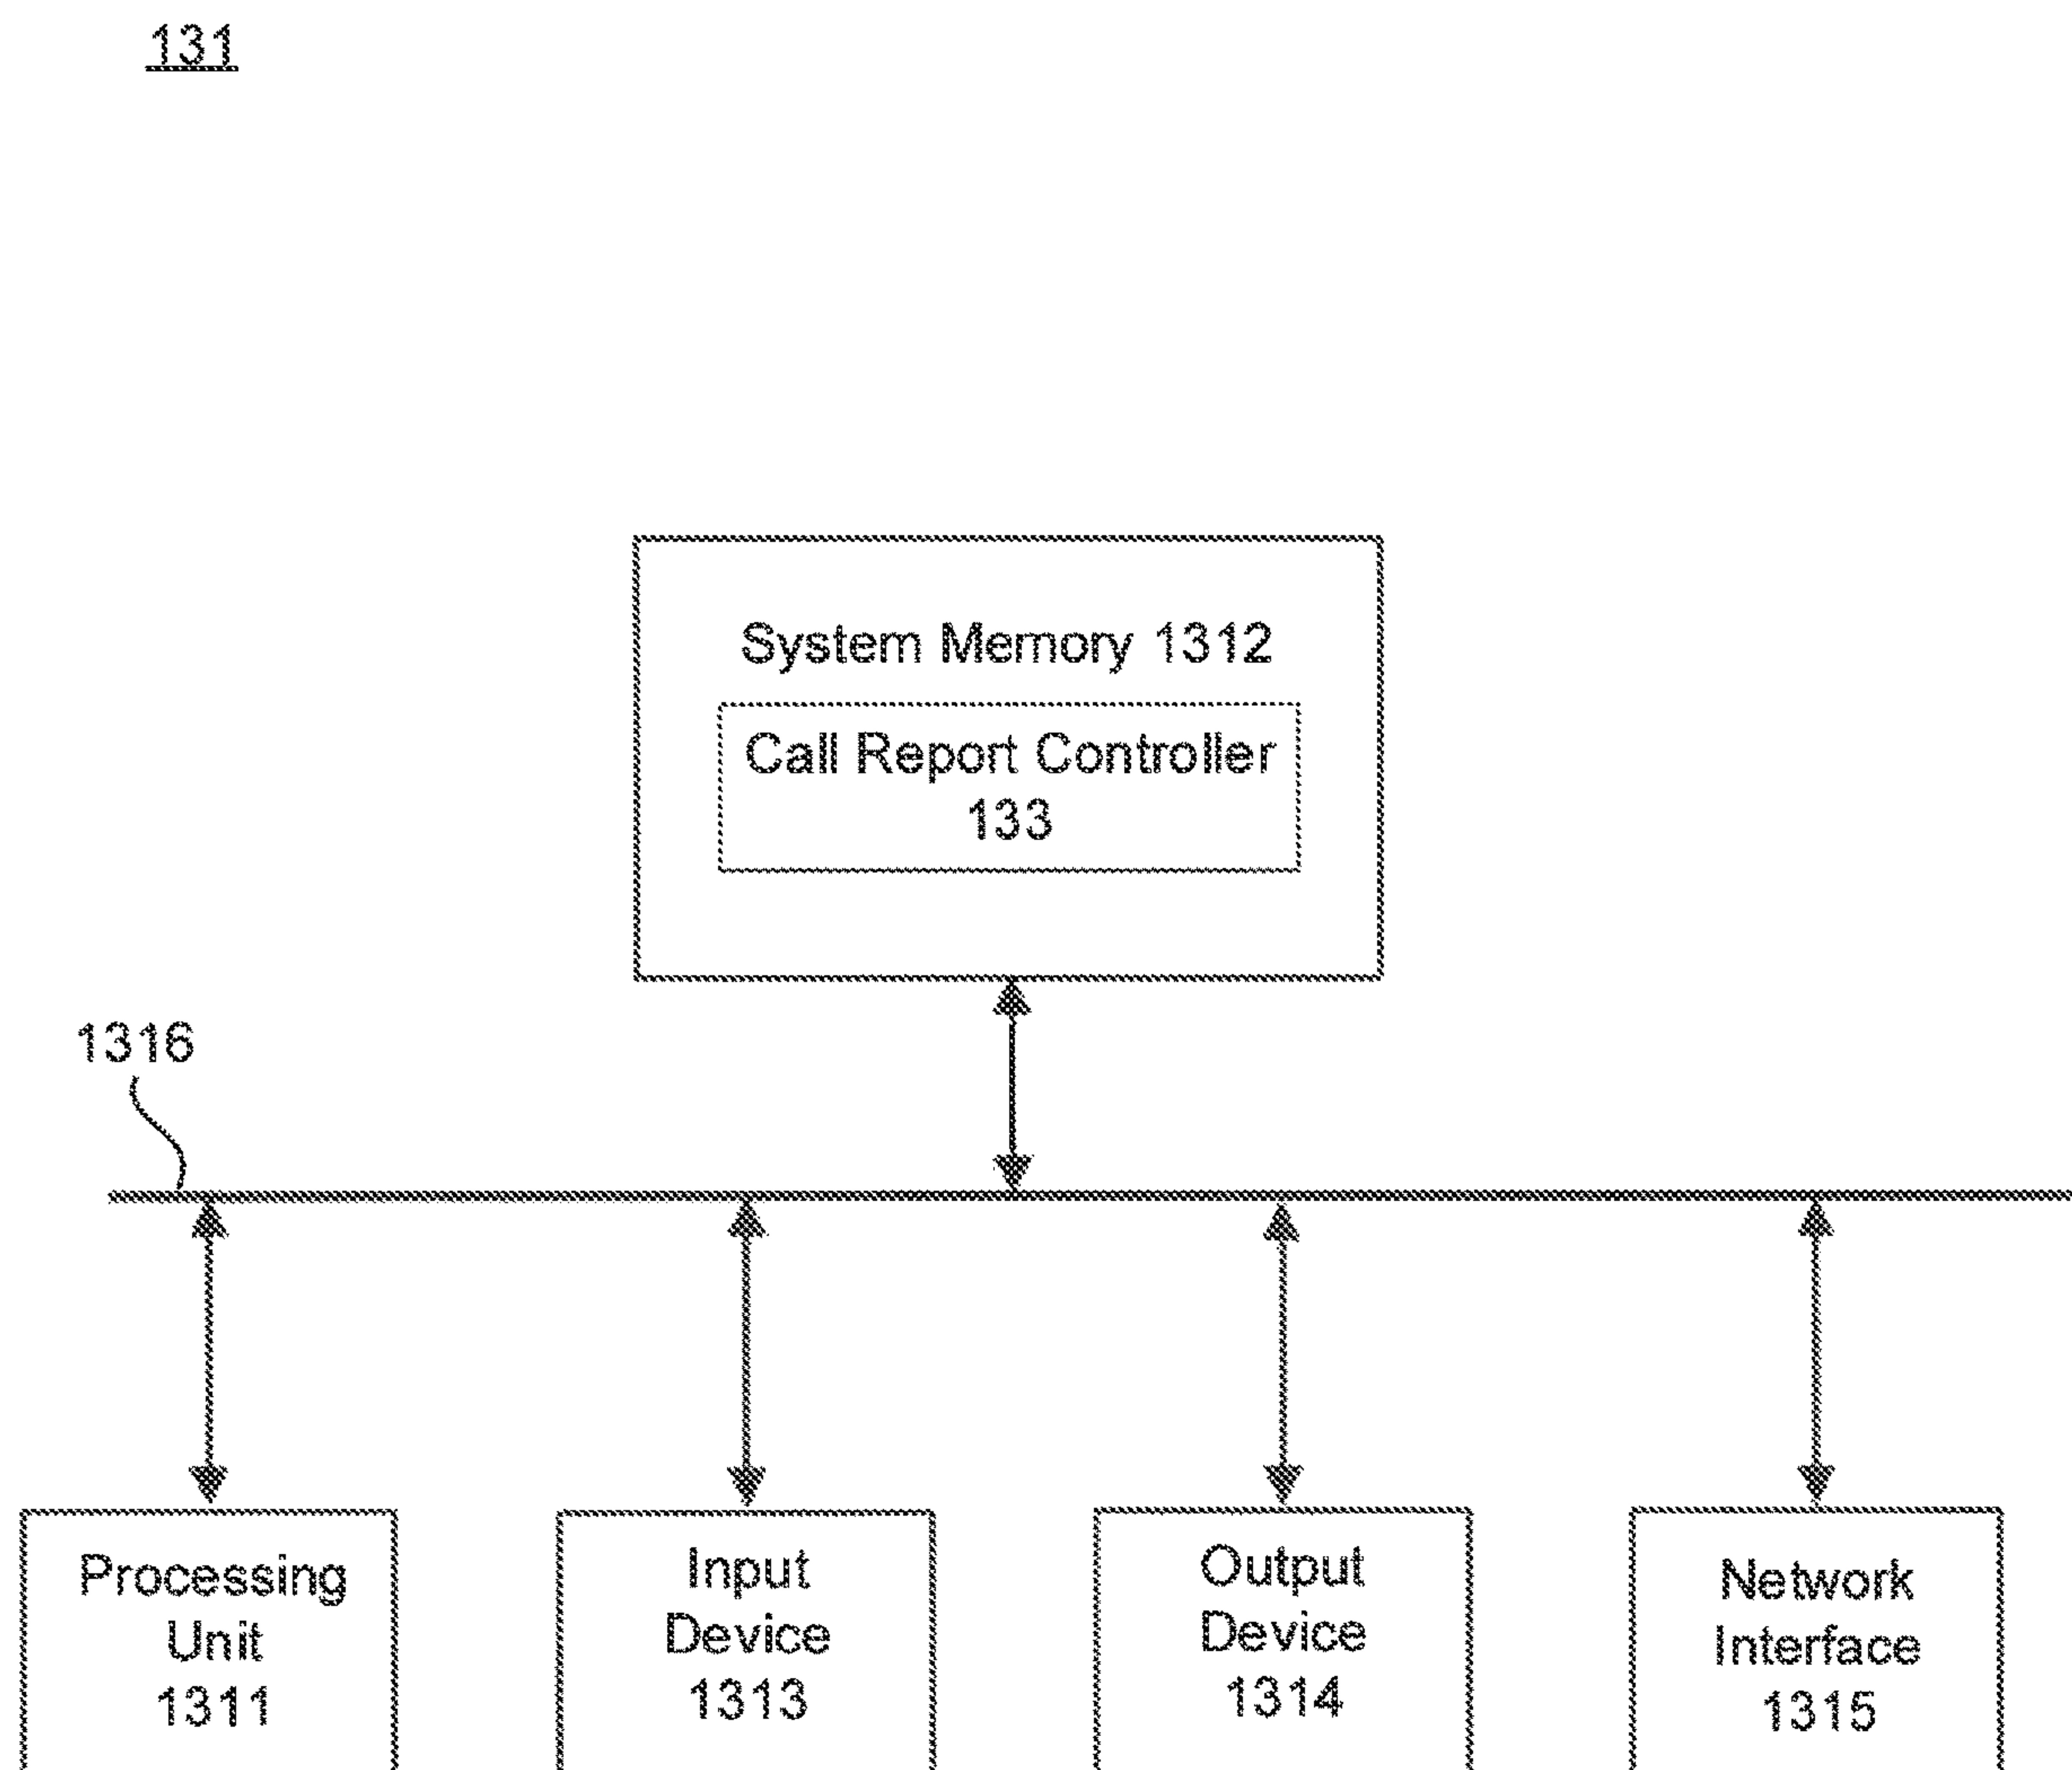 131
System Memory 1312
Call Report Controller
133
1316
Processing
Unit
1311
Input
Device
1313
Output
Device
1314
Network
Interface
1315